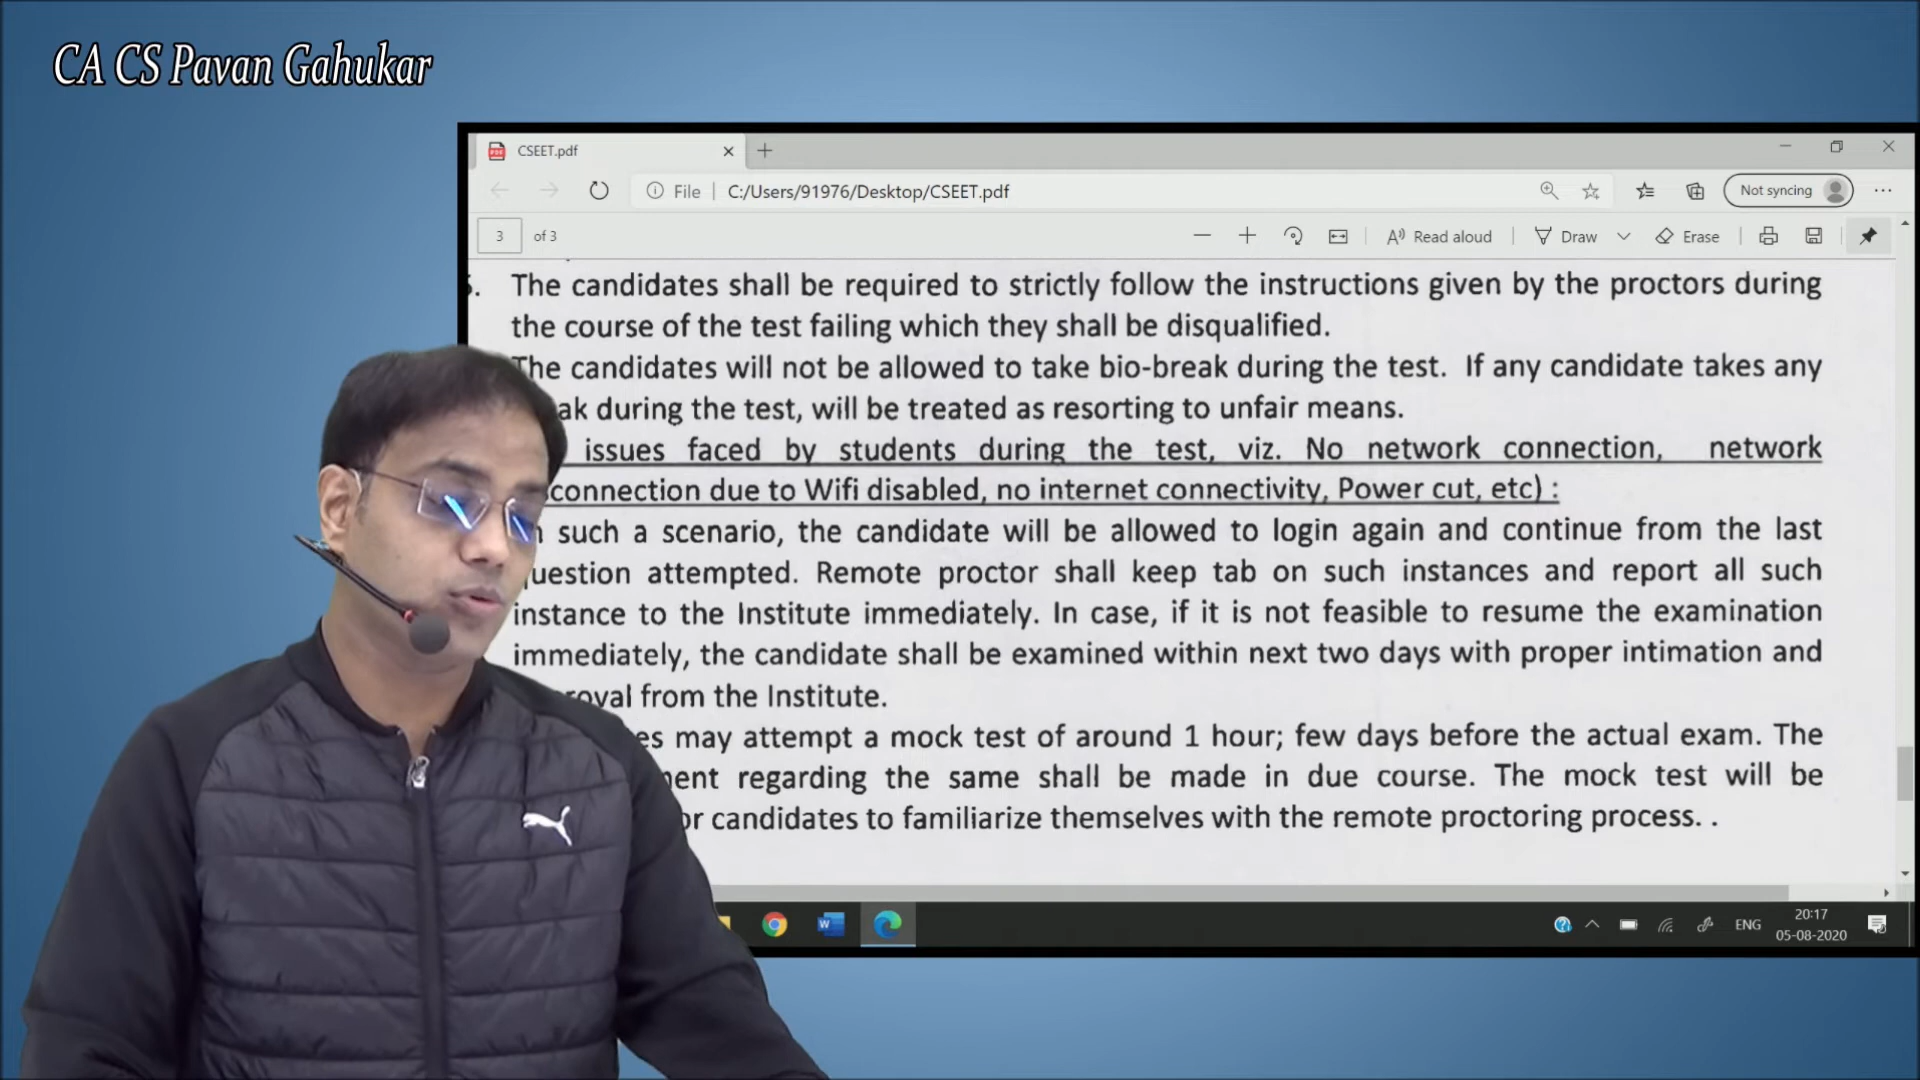 CA CS Pavan Gahukar
CSEET.pdf
File C:/Users/91976/Desktop/CSEET.pdf
Not syncing
3 of 3
Read aloud Draw Erase
The candidates shall be required to strictly follow the instructions given by the proctors during
the course of the test failing which they shall be disqualified.
The candidates will not be allowed to take bio-break during the test. If any candidate takes any
ak during the test, will be treated as resorting to unfair means.
issues faced by students during the test, viz. No network connection, network
connection due to Wifi disabled, no internet connectivity, Power cut, etc) :
such a scenario, the candidate will be allowed to login again and continue from the last
uestion attempted. Remote proctor shall keep tab on such instances and report all such
instance to the Institute immediately. In case, if it is not feasible to resume the examination
immediately, the candidate shall be examined within next two days with proper intimation and
roval from the Institute.
es may attempt a mock test of around 1 hour; few days before the actual exam. The
ment regarding the same shall be made in due course. The mock test will be
or candidates to familiarize themselves with the remote proctoring process. .
ENG
20:17
05-08-2020